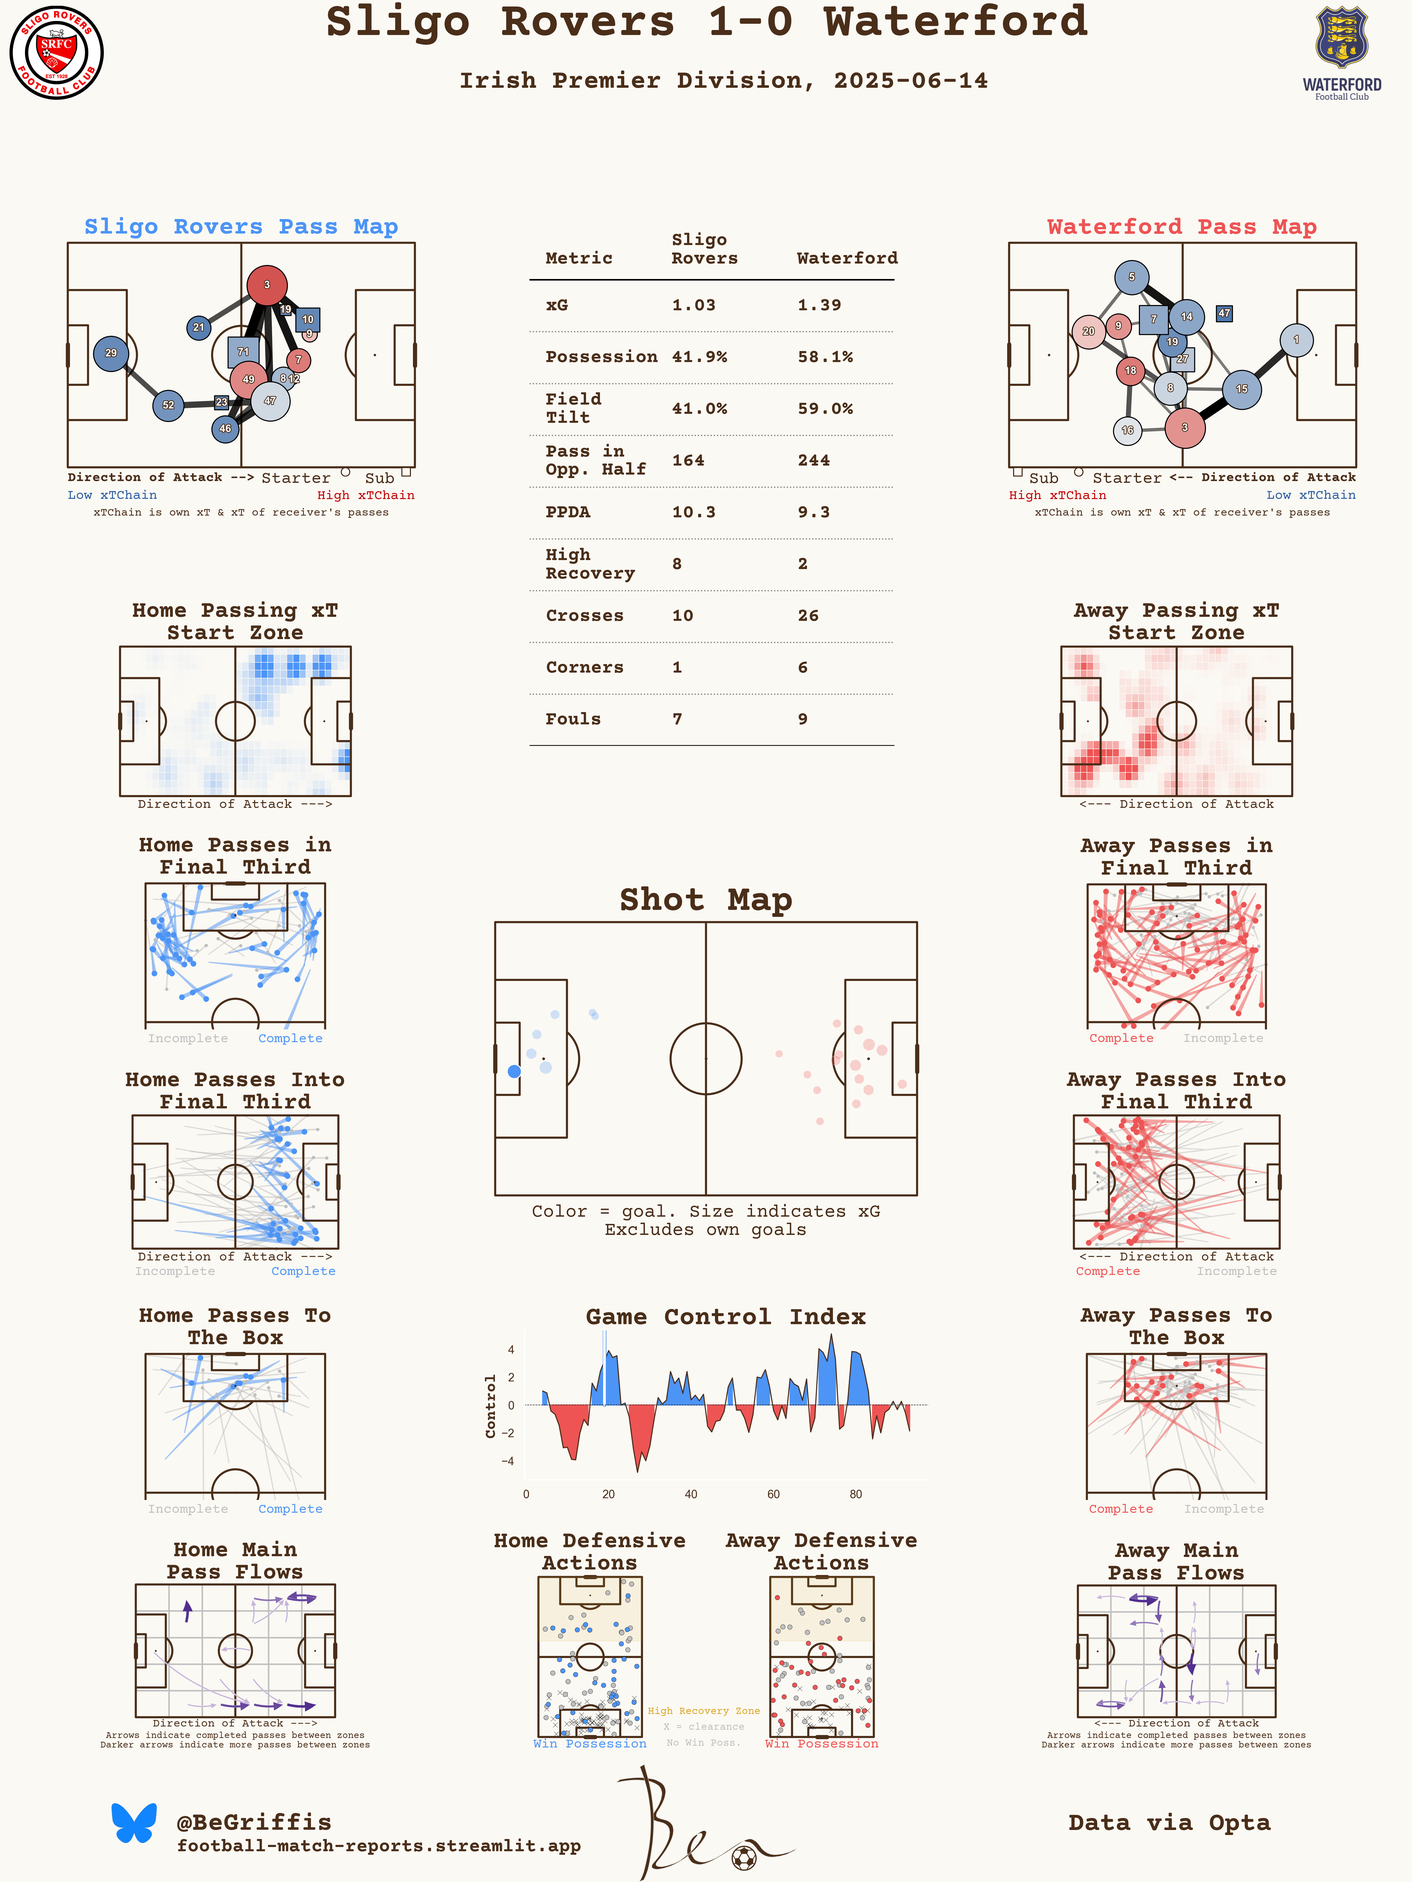 Sligo Rovers 1-0 Waterford
Irish Premier Division, 2025-06-14
SLIGO ROVERS
SRFC
EST 1928
FOOTBALL CLUB
WATERFORD
Football Club
Sligo Rovers Pass Map
3
19
10
9
21
71
7
29
49
8
12
47
52
23
46
Direction of Attack --> Starter Sub
Low xTChain High xTChain
xTChain is own xT & xT of receiver's passes
Metric Sligo Rovers Waterford
xG 1.03 1.39
Possession 41.9% 58.1%
Field Tilt 41.0% 59.0%
Pass in Opp. Half 164 244
PPDA 10.3 9.3
High Recovery 8 2
Crosses 10 26
Corners 1 6
Fouls 7 9
Waterford Pass Map
5
47
7
14
9
20
19
1
27
18
8
15
16
3
Sub Starter <-- Direction of Attack
High xTChain Low xTChain
xTChain is own xT & xT of receiver's passes
Home Passing xT
Start Zone
Direction of Attack --->
Away Passing xT
Start Zone
<--- Direction of Attack
Home Passes in
Final Third
Incomplete Complete
Shot Map
Color = goal. Size indicates xG
Excludes own goals
Away Passes in
Final Third
Complete Incomplete
Home Passes Into
Final Third
Direction of Attack --->
Incomplete Complete
Away Passes Into
Final Third
<--- Direction of Attack
Complete Incomplete
Home Passes To
The Box
Incomplete Complete
Game Control Index
Control
4
2
0
−2
−4
0 20 40 60 80
Away Passes To
The Box
Complete Incomplete
Home Main
Pass Flows
Direction of Attack --->
Arrows indicate completed passes between zones
Darker arrows indicate more passes between zones
Home Defensive
Actions
Win Possession
High Recovery Zone
X = clearance
No Win Poss.
Away Defensive
Actions
Win Possession
Away Main
Pass Flows
<--- Direction of Attack
Arrows indicate completed passes between zones
Darker arrows indicate more passes between zones
@BeGriffis
football-match-reports.streamlit.app
Ben
Data via Opta